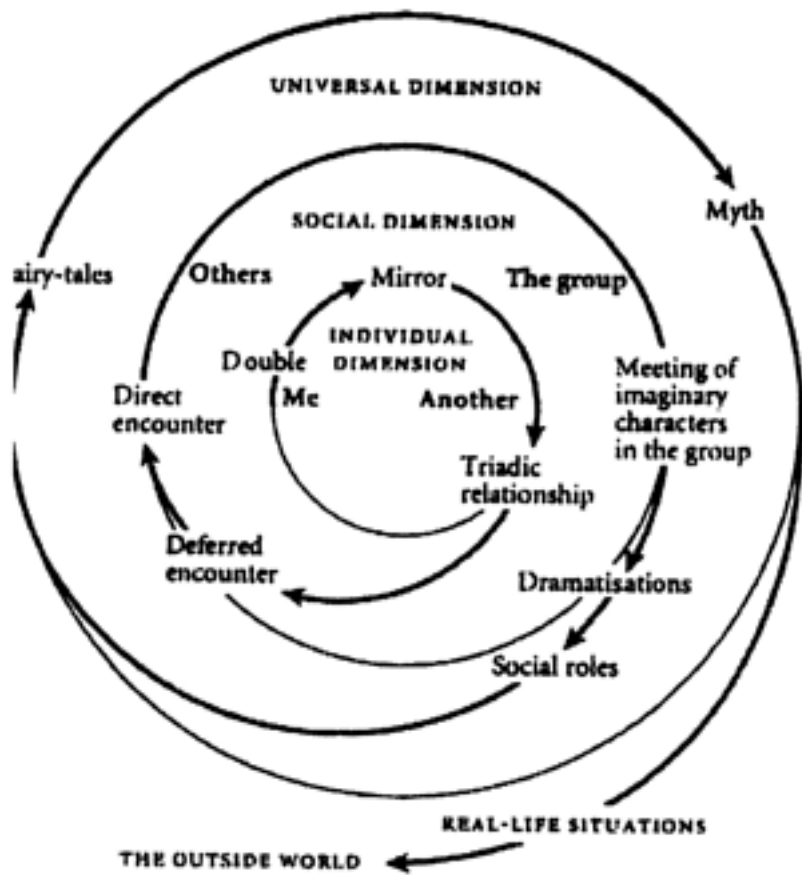 UNIVERSAL DIMENSION
Myth
SOCIAL DIMENSION
airy-tales
Others
Mirror
The group
INDIVIDUAL
DIMENSION
Double
Me
Another
Direct
encounter
Meeting of
imaginary
characters
in the group
Triadic
relationship
Deferred
encounter
Dramatisations
Social roles
REAL-LIFE SITUATIONS
THE OUTSIDE WORLD